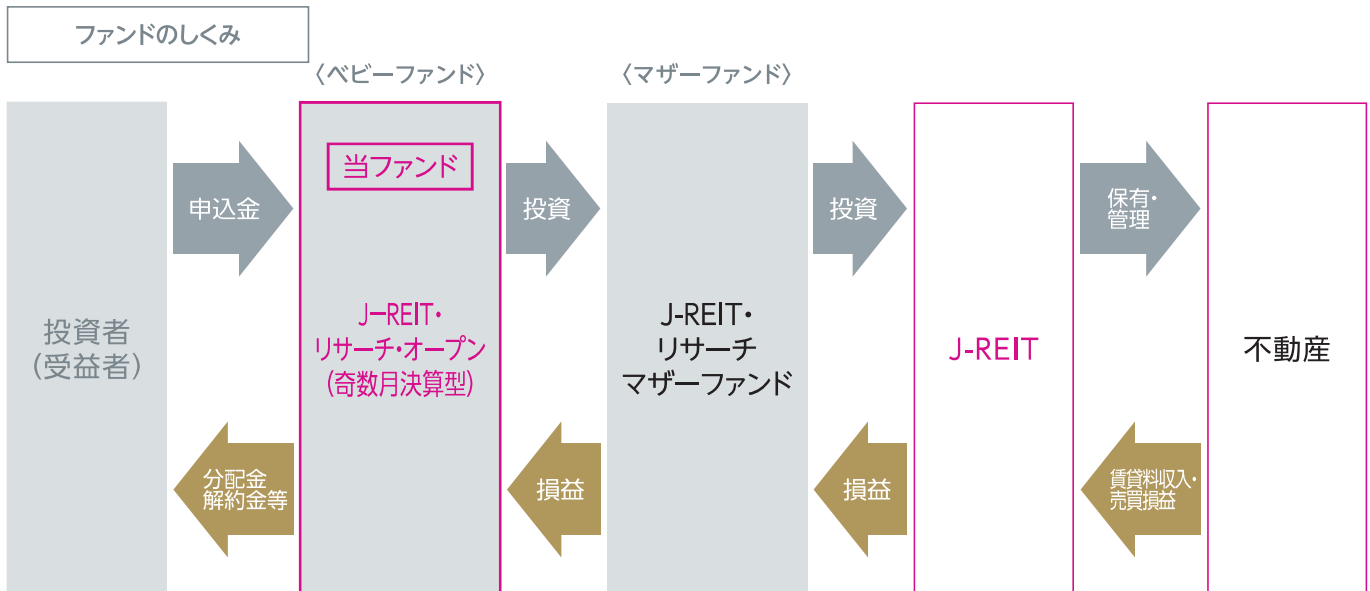 ファンドのしくみ
〈ベビーファンド〉
〈マザーファンド〉
投資者
(受益者)
申込金
分配金
解約金等
当ファンド
J-REIT・
リサーチ・オープン
(奇数月決算型)
投資
損益
J-REIT・
リサーチ
マザーファンド
投資
損益
J-REIT
保有・
管理
賃貸料収入・
売買損益
不動産